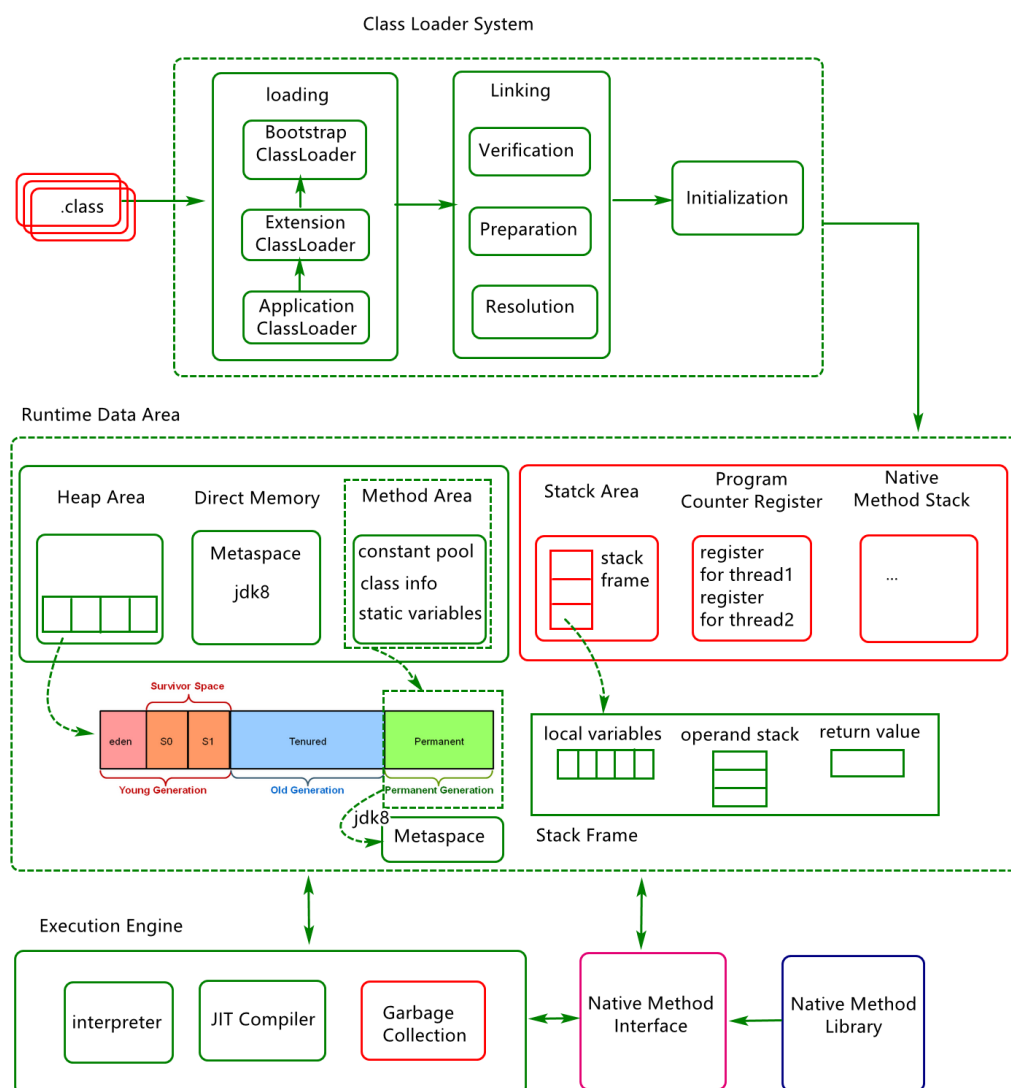 Class Loader System
loading
Bootstrap
ClassLoader
Extension
ClassLoader
Application
ClassLoader
Linking
Verification
Preparation
Resolution
Initialization
.class
Runtime Data Area
Heap Area
Direct Memory
Metaspace
jdk8
Method Area
constant pool
class info
static variables
Statck Area
stack
frame
Program
Counter Register
register
for thread1
register
for thread2
Native
Method Stack
...
Survivor Space
eden
S0
S1
Tenured
Permanent
Young Generation
Old Generation
Permanent Generation
jdk8
Metaspace
local variables
operand stack
return value
Stack Frame
Execution Engine
interpreter
JIT Compiler
Garbage
Collection
Native Method
Interface
Native Method
Library